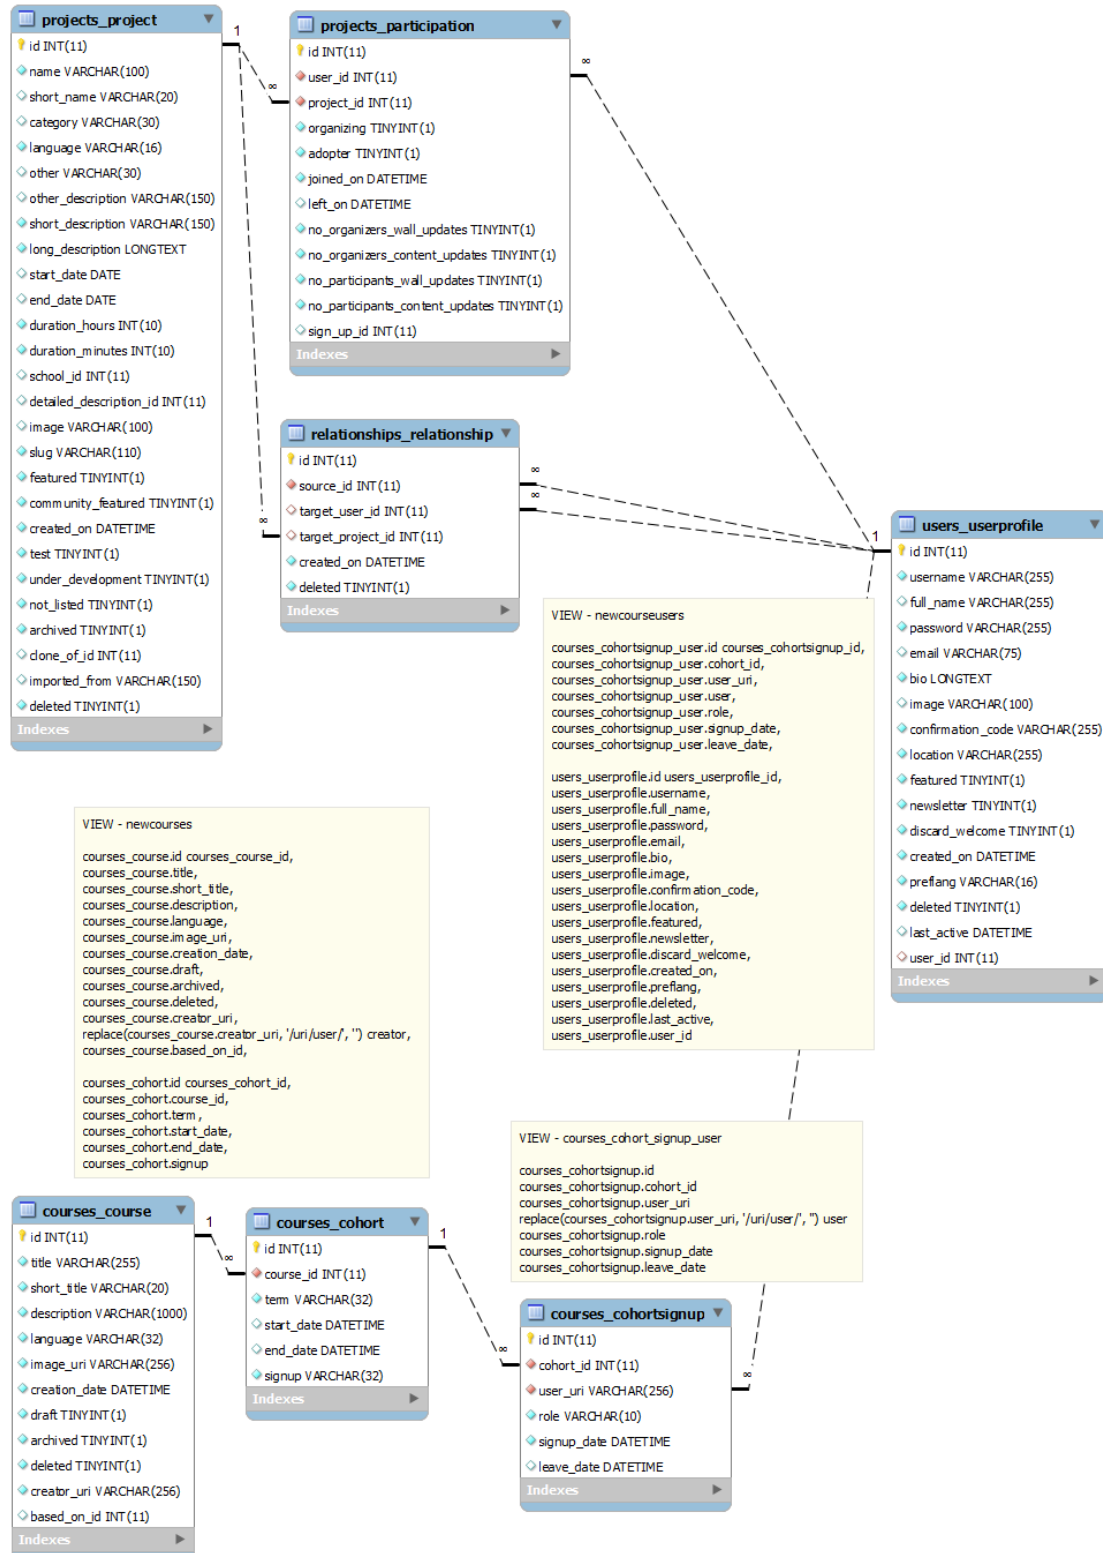 projects_project
id INT(11)
name VARCHAR(100)
short_name VARCHAR(20)
category VARCHAR(30)
language VARCHAR(16)
other VARCHAR(30)
other_description VARCHAR(150)
short_description VARCHAR(150)
long_description LONGTEXT
start_date DATE
end_date DATE
duration_hours INT(10)
duration_minutes INT(10)
school_id INT(11)
detailed_description_id INT(11)
image VARCHAR(100)
slug VARCHAR(110)
featured TINYINT(1)
community_featured TINYINT(1)
created_on DATETIME
test TINYINT(1)
under_development TINYINT(1)
not_listed TINYINT(1)
archived TINYINT(1)
clone_of_id INT(11)
imported_from VARCHAR(150)
deleted TINYINT(1)
Indexes
1
∞
∞
projects_participation
id INT(11)
user_id INT(11)
project_id INT(11)
organizing TINYINT(1)
adopter TINYINT(1)
joined_on DATETIME
left_on DATETIME
no_organizers_wall_updates TINYINT(1)
no_organizers_content_updates TINYINT(1)
no_participants_wall_updates TINYINT(1)
no_participants_content_updates TINYINT(1)
sign_up_id INT(11)
Indexes
∞
relationships_relationship
id INT(11)
source_id INT(11)
target_user_id INT(11)
target_project_id INT(11)
created_on DATETIME
deleted TINYINT(1)
Indexes
∞
∞
1
users_userprofile
id INT(11)
username VARCHAR(255)
full_name VARCHAR(255)
password VARCHAR(255)
email VARCHAR(75)
bio LONGTEXT
image VARCHAR(100)
confirmation_code VARCHAR(255)
location VARCHAR(255)
featured TINYINT(1)
newsletter TINYINT(1)
discard_welcome TINYINT(1)
created_on DATETIME
preflang VARCHAR(16)
deleted TINYINT(1)
last_active DATETIME
user_id INT(11)
Indexes
VIEW - newcourseusers
courses_cohortsignup_user.id courses_cohortsignup_id,
courses_cohortsignup_user.cohort_id,
courses_cohortsignup_user.user_uri,
courses_cohortsignup_user.user,
courses_cohortsignup_user.role,
courses_cohortsignup_user.signup_date,
courses_cohortsignup_user.leave_date,
users_userprofile.id users_userprofile_id,
users_userprofile.username,
users_userprofile.full_name,
users_userprofile.password,
users_userprofile.email,
users_userprofile.bio,
users_userprofile.image,
users_userprofile.confirmation_code,
users_userprofile.location,
users_userprofile.featured,
users_userprofile.newsletter,
users_userprofile.discard_welcome,
users_userprofile.created_on,
users_userprofile.preflang,
users_userprofile.deleted,
users_userprofile.last_active,
users_userprofile.user_id
VIEW - newcourses
courses_course.id courses_course_id,
courses_course.title,
courses_course.short_title,
courses_course.description,
courses_course.language,
courses_course.image_uri,
courses_course.creation_date,
courses_course.draft,
courses_course.archived,
courses_course.deleted,
courses_course.creator_uri,
replace(courses_course.creator_uri, '/uri/user/', '') creator,
courses_course.based_on_id,
courses_cohort.id courses_cohort_id,
courses_cohort.course_id,
courses_cohort.term,
courses_cohort.start_date,
courses_cohort.end_date,
courses_cohort.signup
VIEW - courses_cohort_signup_user
courses_cohortsignup.id
courses_cohortsignup.cohort_id
courses_cohortsignup.user_uri
replace(courses_cohortsignup.user_uri, '/uri/user/', '') user
courses_cohortsignup.role
courses_cohortsignup.signup_date
courses_cohortsignup.leave_date
courses_course
id INT(11)
title VARCHAR(255)
short_title VARCHAR(20)
description VARCHAR(1000)
language VARCHAR(32)
image_uri VARCHAR(256)
creation_date DATETIME
draft TINYINT(1)
archived TINYINT(1)
deleted TINYINT(1)
creator_uri VARCHAR(256)
based_on_id INT(11)
Indexes
1
∞
courses_cohort
id INT(11)
course_id INT(11)
term VARCHAR(32)
start_date DATETIME
end_date DATETIME
signup VARCHAR(32)
Indexes
1
∞
courses_cohortsignup
id INT(11)
cohort_id INT(11)
user_uri VARCHAR(256)
role VARCHAR(10)
signup_date DATETIME
leave_date DATETIME
Indexes
∞